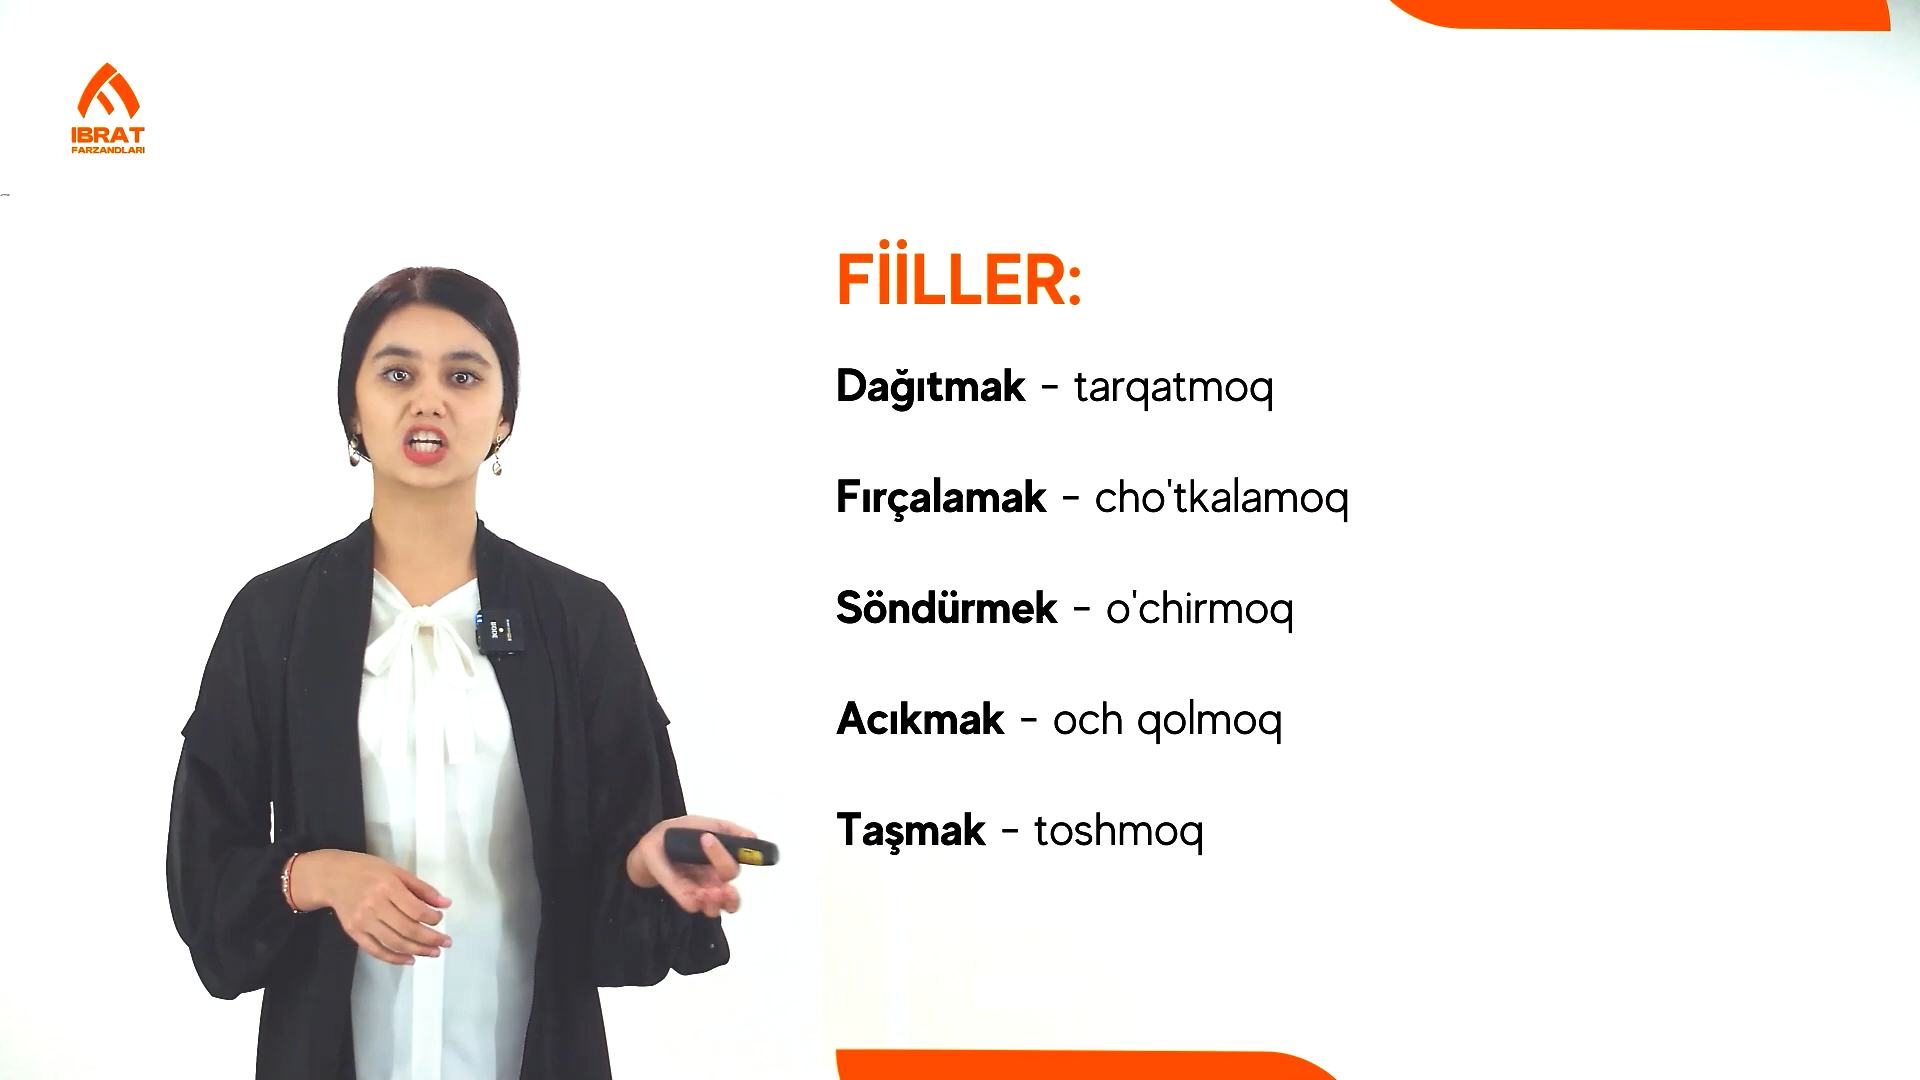 IBRAT
FARZANDLARI
FİİLLER:
Dağıtmak - tarqatmoq
Fırçalamak - cho'tkalamoq
Söndürmek - o'chirmoq
Acıkmak - och qolmoq
Taşmak - toshmoq